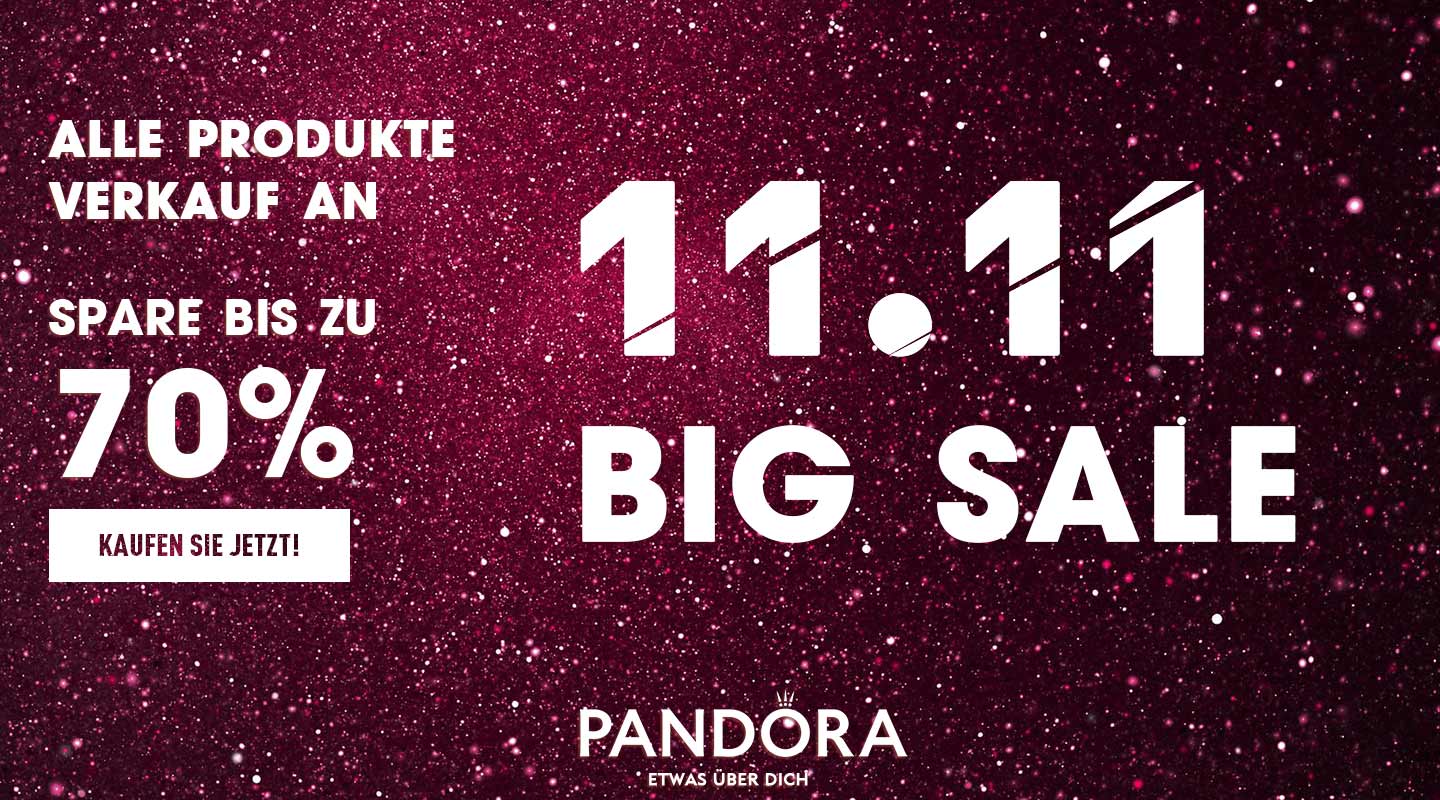 ALLE PRODUKTE
VERKAUF AN
SPARE BIS ZU
70%
KAUFEN SIE JETZT!
11.11
BIG SALE
PANDORA
ETWAS ÜBER DICH